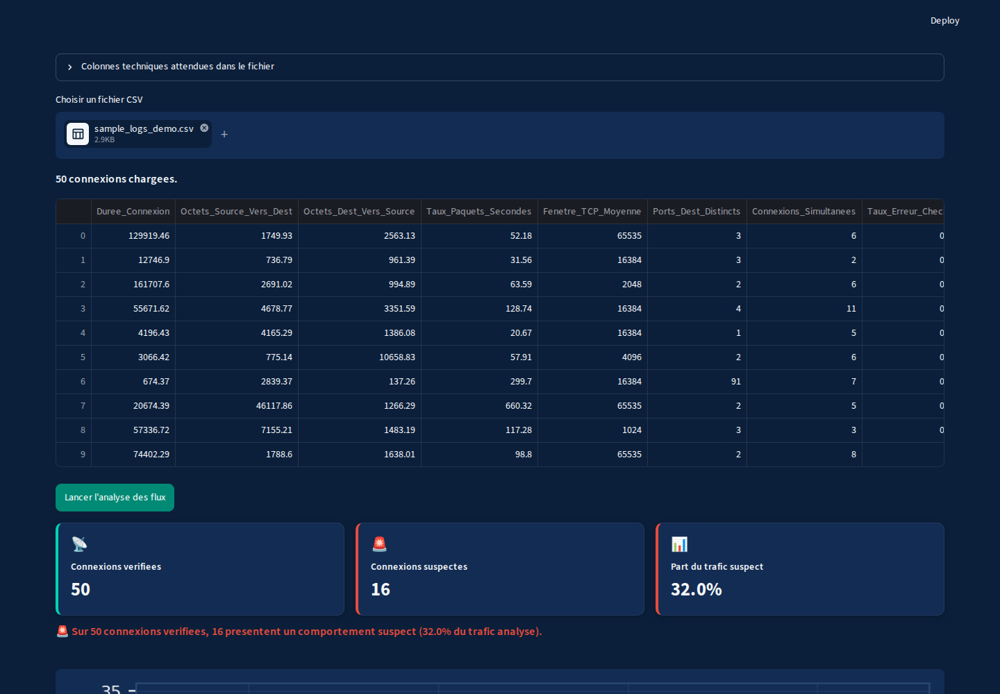 Deploy
Colonnes techniques attendues dans le fichier
Choisir un fichier CSV
sample_logs_demo.csv
2.9KB
50 connexions chargees.
Duree_Connexion Octets_Source_Vers_Dest Octets_Dest_Vers_Source Taux_Paquets_Secondes Fenetre_TCP_Moyenne Ports_Dest_Distincts Connexions_Simultanees Taux_Erreur_Chec
0 129919.46 1749.93 2563.13 52.18 65535 3 6 0
1 12746.9 736.79 961.39 31.56 16384 3 2 0
2 161707.6 2691.02 994.89 63.59 2048 2 6 0
3 55671.62 4678.77 3351.59 128.74 16384 4 11 0
4 4196.43 4165.29 1386.08 20.67 16384 1 5 0
5 3066.42 775.14 10658.83 57.91 4096 2 6 0
6 674.37 2839.37 137.26 299.7 16384 91 7 0
7 20674.39 46117.86 1266.29 660.32 65535 2 5 0
8 57336.72 7155.21 1483.19 117.28 1024 3 3 0
9 74402.29 1788.6 1638.01 98.8 65535 2 8
Lancer l'analyse des flux
Connexions verifiees
50
Connexions suspectes
16
Part du trafic suspect
32.0%
🚨 Sur 50 connexions verifiees, 16 presentent un comportement suspect (32.0% du trafic analyse).
35